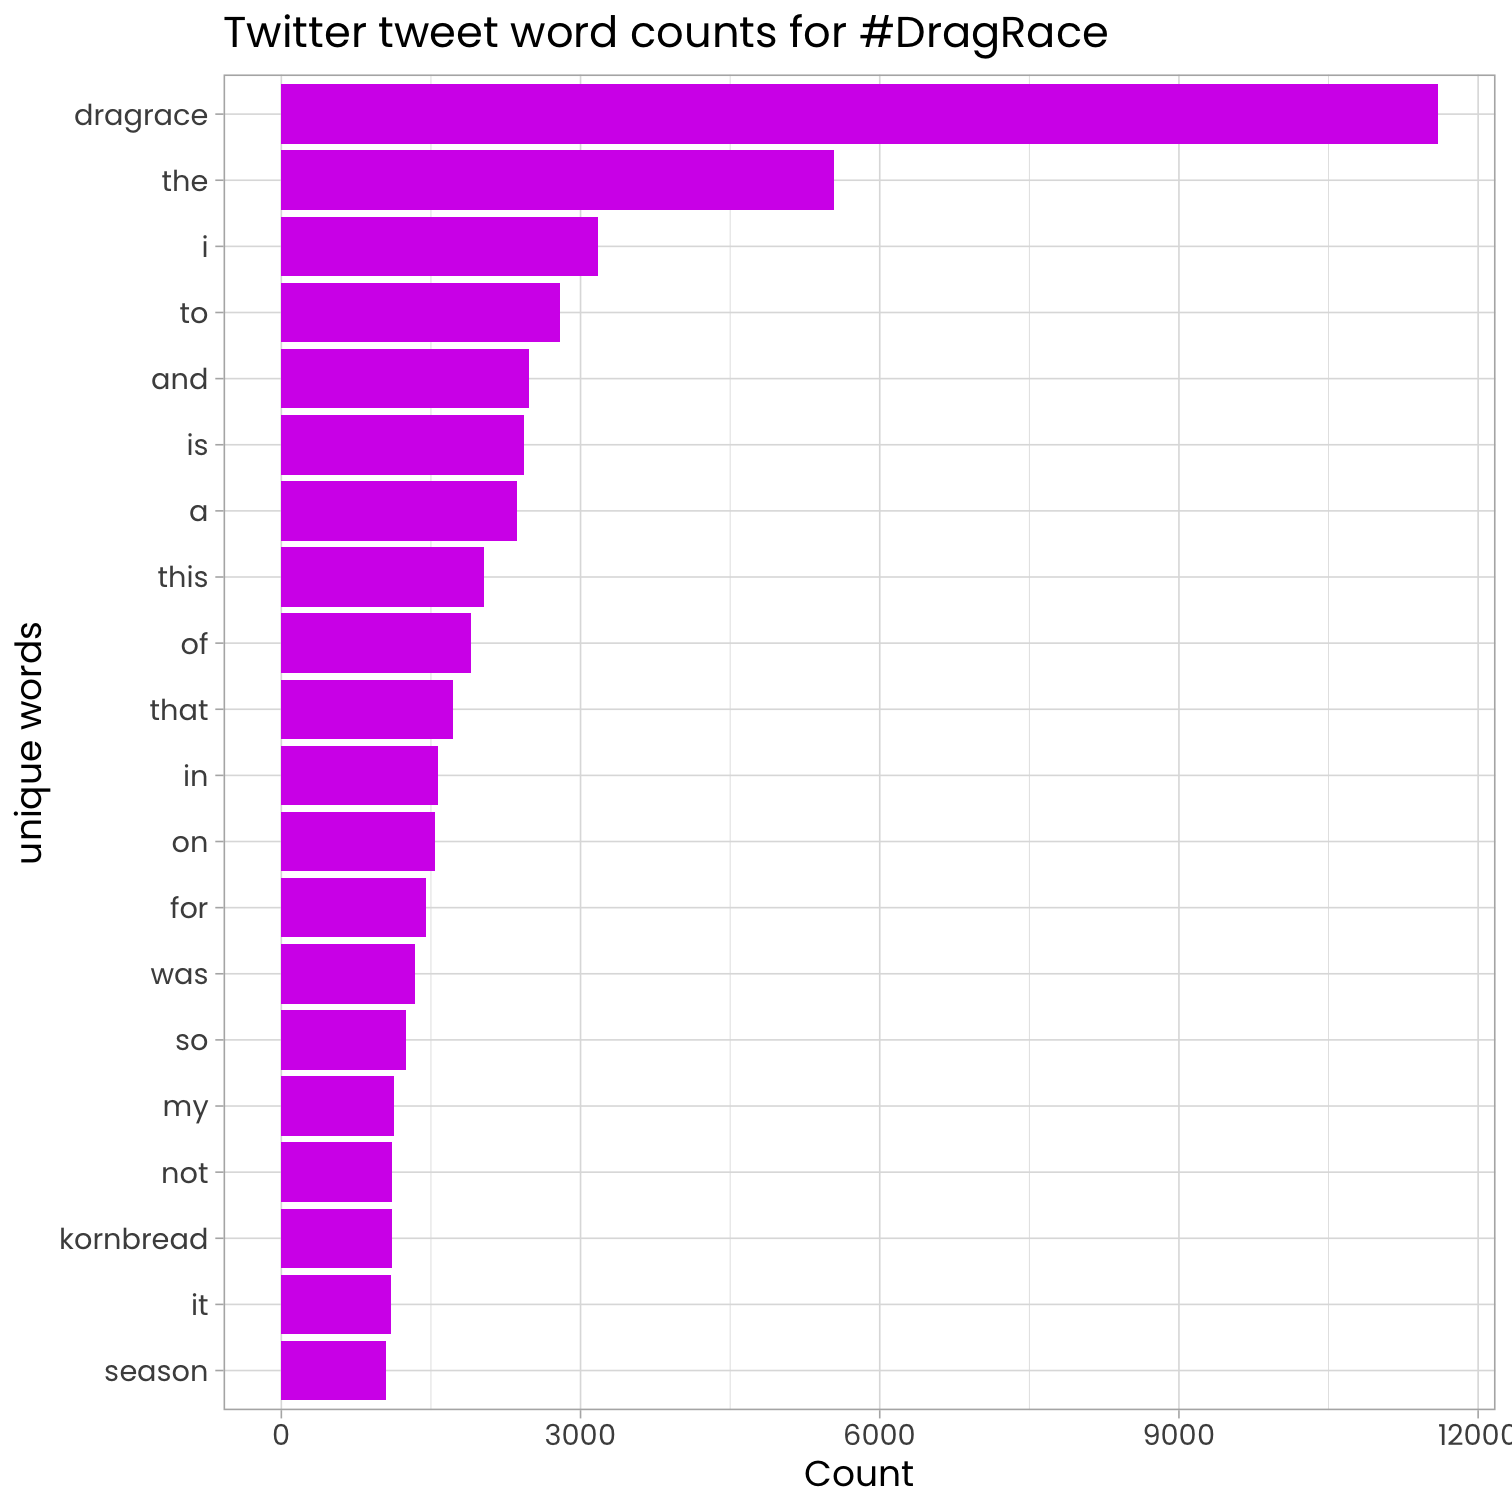 Twitter tweet word counts for #DragRace
dragrace
the
i
to
and
is
a
this
of
that
in
on
for
was
so
my
not
kornbread
it
season
unique words
0 3000 6000 9000 12000
Count